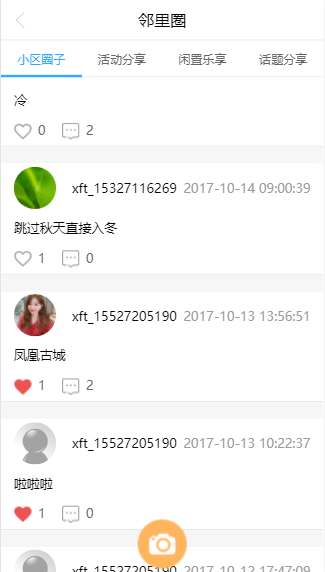 邻里圈
小区圈子 活动分享 闲置乐享 话题分享
冷
0 2
xft_15327116269 2017-10-14 09:00:39
跳过秋天直接入冬
1 0
xft_15527205190 2017-10-13 13:56:51
凤凰古城
1 2
xft_15527205190 2017-10-13 10:22:37
啦啦啦
1 0
xft_15527205190 2017-10-12 17:47:09